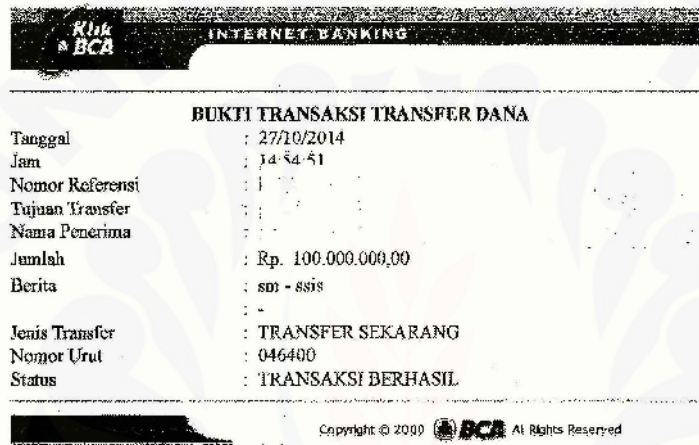 Klik
BCA
INTERNET BANKING
BUKTI TRANSAKSI TRANSFER DANA
Tanggal : 27/10/2014
Jam : 14:54:51
Nomor Referensi :
Tujuan Transfer :
Nama Penerima :
Jumlah : Rp. 100.000.000,00
Berita : sm - ssis
: -
Jenis Transfer : TRANSFER SEKARANG
Nomor Urut : 046400
Status : TRANSAKSI BERHASIL
Copyright © 2000 BCA All Rights Reserved